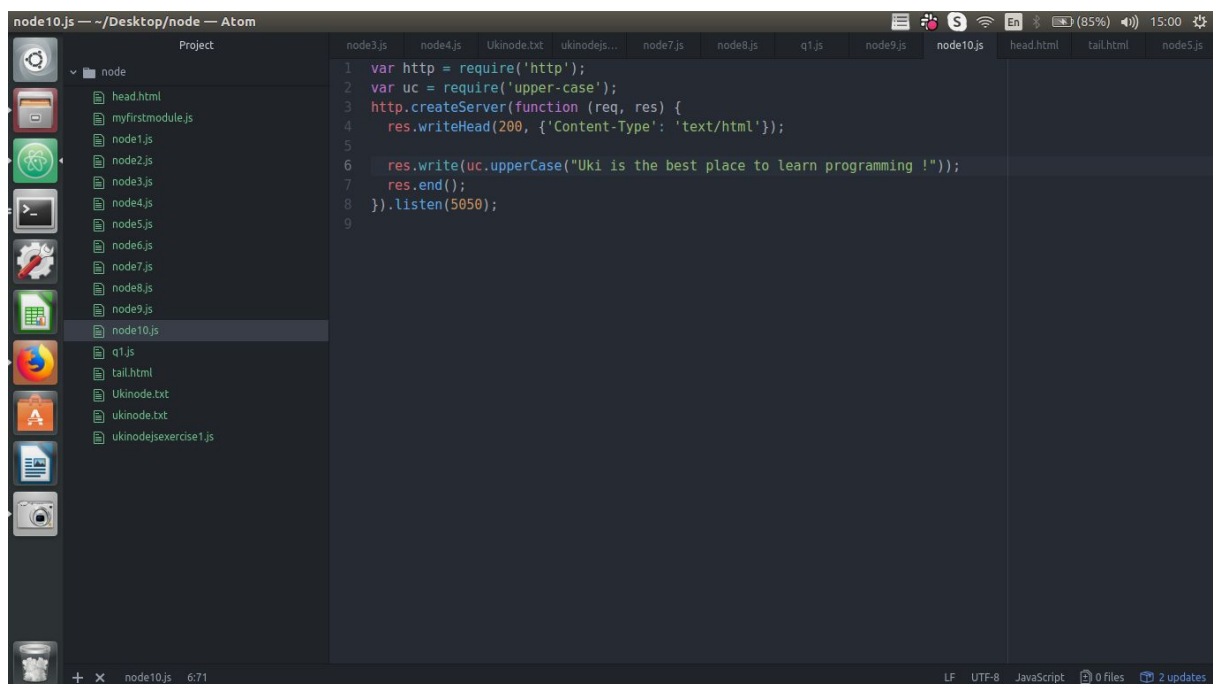 node10.js — ~/Desktop/node — Atom
En (85%) 15:00
Project
node3.js node4.js Ukinode.txt ukinodejs... node7.js node8.js q1.js node9.js node10.js head.html tail.html node5.js
node
head.html
myfirstmodule.js
node1.js
node2.js
node3.js
node4.js
node5.js
node6.js
node7.js
node8.js
node9.js
node10.js
q1.js
tail.html
Ukinode.txt
ukinode.txt
ukinodejsexercise1.js
1 var http = require('http');
2 var uc = require('upper-case');
3 http.createServer(function (req, res) {
4 res.writeHead(200, {'Content-Type': 'text/html'});
5
6 res.write(uc.upperCase("Uki is the best place to learn programming !"));
7 res.end();
8 }).listen(5050);
9
+ × node10.js 6:71
LF UTF-8 JavaScript 0 files 2 updates